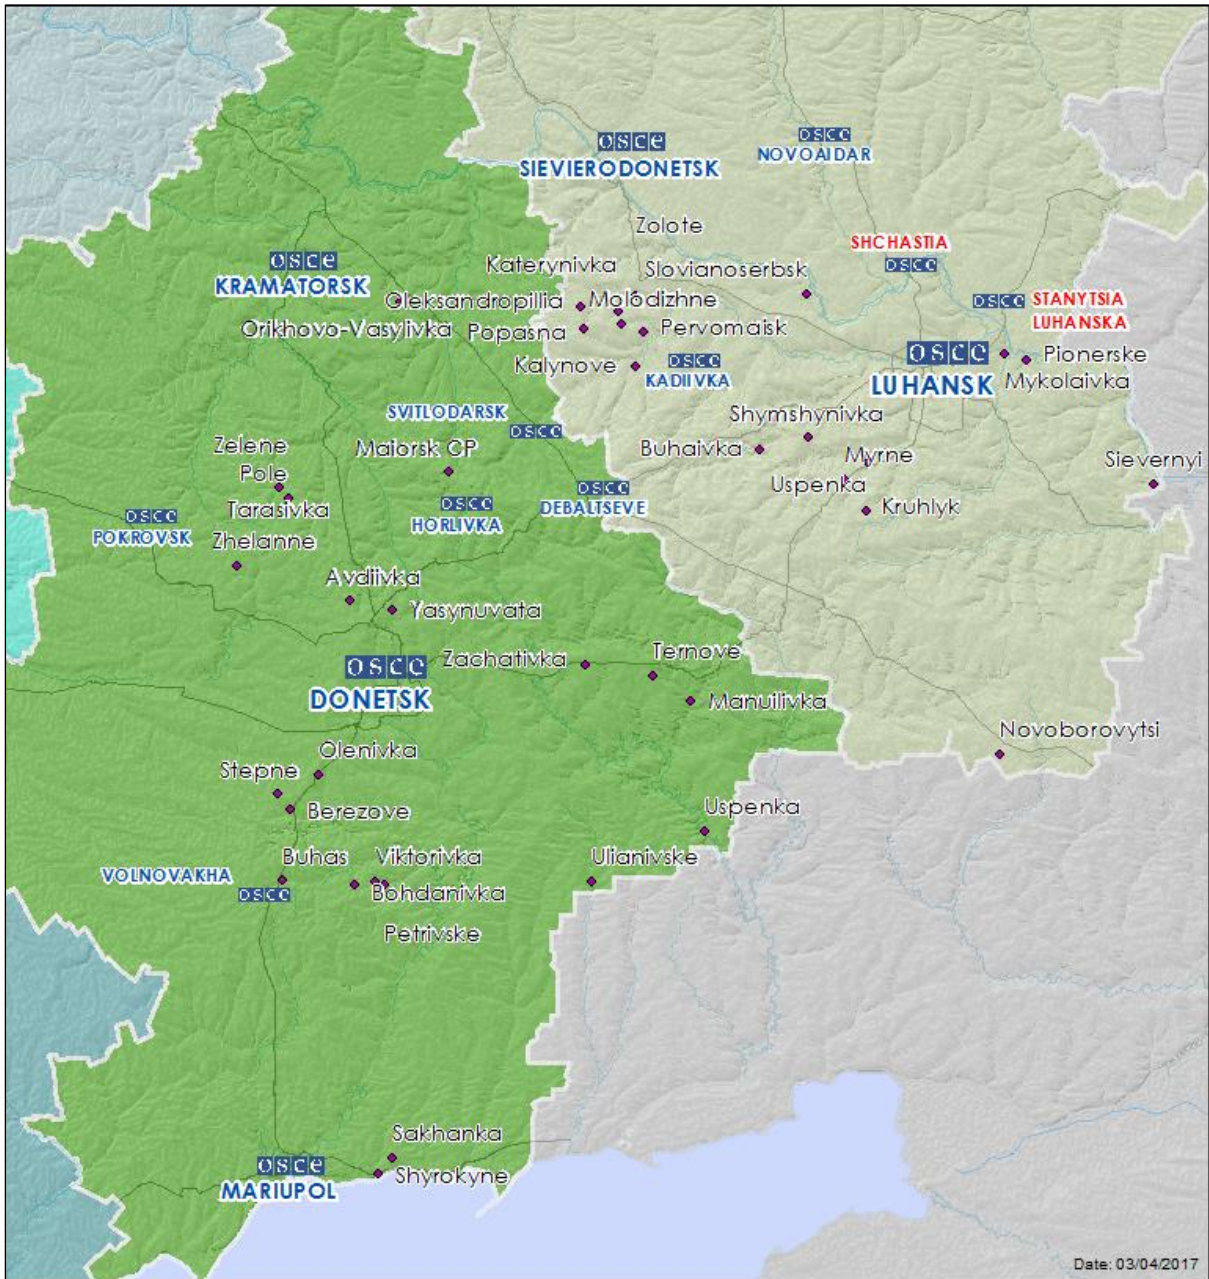 osce
SIEVIERODONETSK
osce
NOVOAIDAR
Zolote
SHCHASTIA
osce
Katerynivka
Slovianoserbsk
osce
KRAMATORSK
Oleksandropillia
Molodizhne
osce
STANYTSIA
LUHANSKA
Orikhovo-Vasylivka
Popasna
Pervomaisk
Kalynove
osce
KADIIVKA
osce
LUHANSK
Pionerske
Mykolaivka
SVITLODARSK
osce
Shymshynivka
Buhaivka
Myrne
Sievernyi
Zelene
Pole
Maiorsk CP
Uspenka
Tarasivka
osce
HORLIVKA
osce
DEBALTSEVE
Kruhlyk
osce
POKROVSK
Zhelanne
Avdiivka
Yasynuvata
osce
DONETSK
Zachativka
Ternove
Manuilivka
Novoborovytsi
Olenivka
Stepne
Berezove
Uspenka
Buhas
Viktorivka
Ulianivske
VOLNOVAKHA
osce
Bohdanivka
Petrivske
Sakhanka
osce
MARIUPOL
Shyrokyne
Date: 03/04/2017